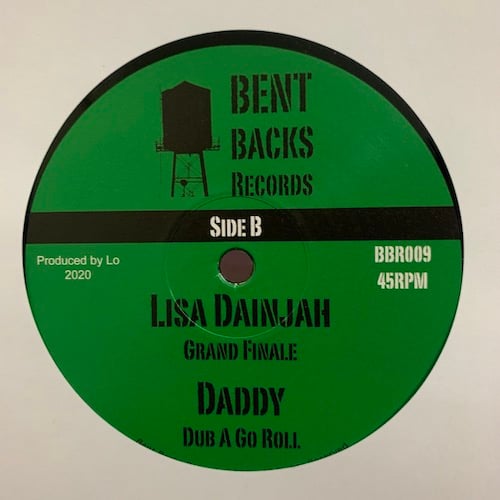 BENT
BACKS
RECORDS
SIDE B
Produced by Lo
2020
BBR009
45RPM
LISA DAINJAH
GRAND FINALE
DADDY
DUB A GO ROLL